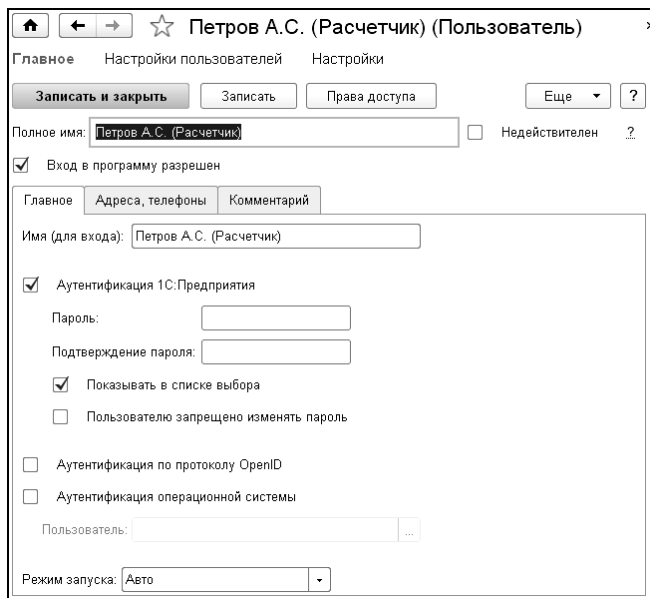 Петров А.С. (Расчетчик) (Пользователь)
Главное Настройки пользователей Настройки
Записать и закрыть Записать Права доступа Еще ?
Полное имя: Петров А.С. (Расчетчик) Недействителен ?
Вход в программу разрешен
Главное Адреса, телефоны Комментарий
Имя (для входа): Петров А.С. (Расчетчик)
Аутентификация 1С:Предприятия
Пароль:
Подтверждение пароля:
Показывать в списке выбора
Пользователю запрещено изменять пароль
Аутентификация по протоколу OpenID
Аутентификация операционной системы
Пользователь: ...
Режим запуска: Авто